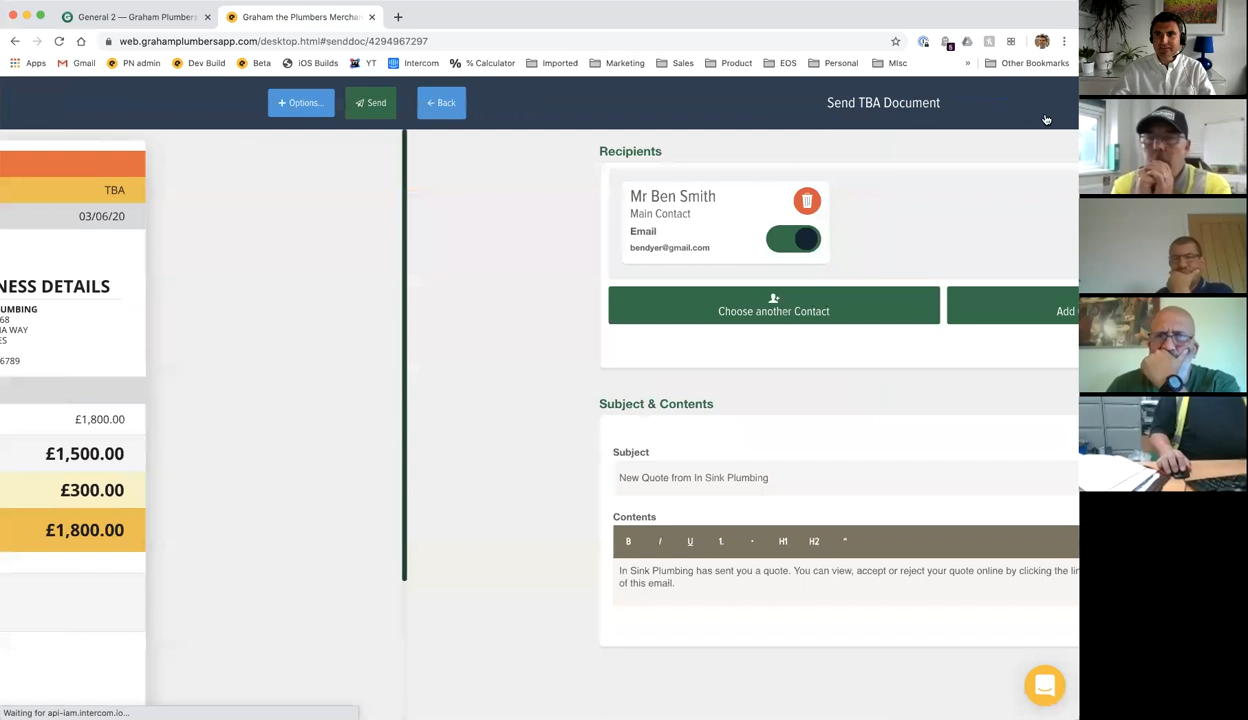 General 2 — Graham Plumbers
Graham the Plumbers Merchan
web.grahamplumbersapp.com/desktop.html#senddoc/4294967297
Apps
Gmail
PN admin
Dev Build
Beta
iOS Builds
YT
Intercom
% Calculator
Imported
Marketing
Sales
Product
EOS
Personal
MIsc
»
Other Bookmarks
+ Options...
Send
← Back
Send TBA Document
TBA
03/06/20
NESS DETAILS
UMBING
68
IA WAY
ES
6789
£1,800.00
£1,500.00
£300.00
£1,800.00
Recipients
Mr Ben Smith
Main Contact
Email
bendyer@gmail.com
Choose another Contact
Add
Subject & Contents
Subject
New Quote from In Sink Plumbing
Contents
B I U 1. · H1 H2 "
In Sink Plumbing has sent you a quote. You can view, accept or reject your quote online by clicking the lin
of this email.
Waiting for api-iam.intercom.io...